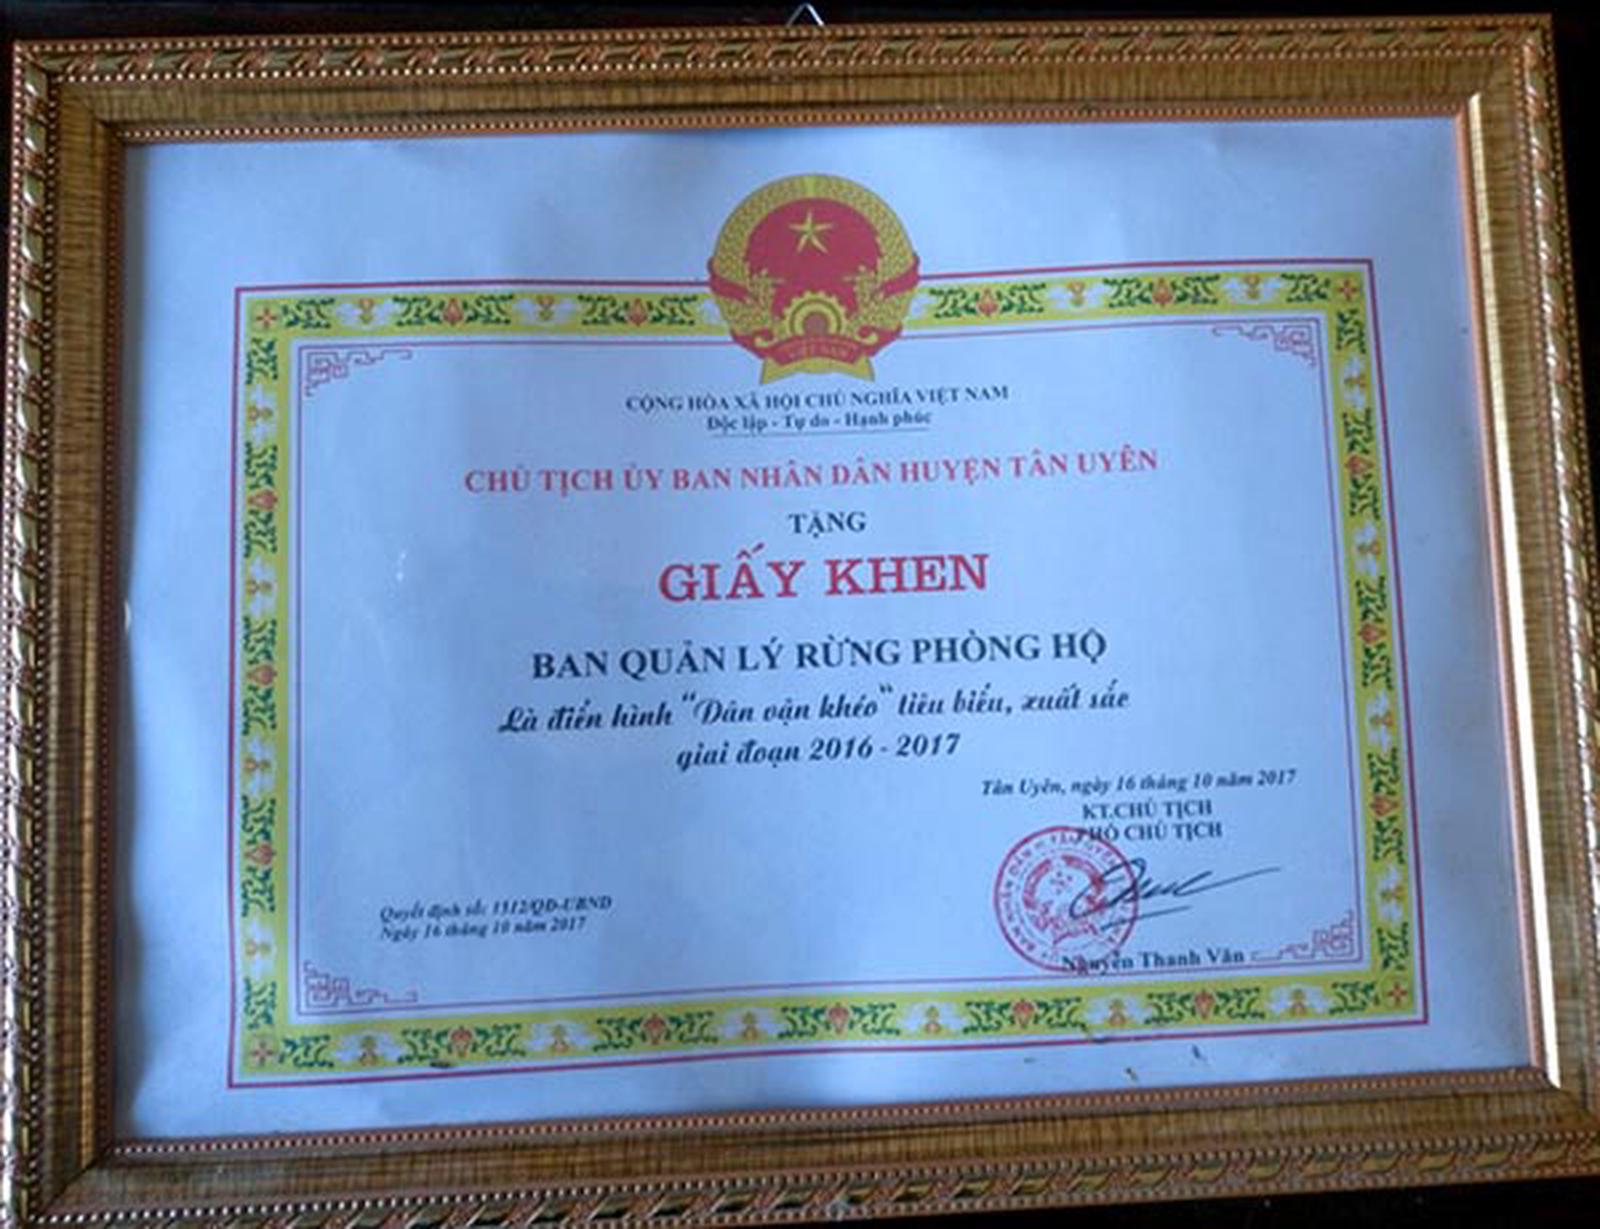 VIỆT NAM
CỘNG HÒA XÃ HỘI CHỦ NGHĨA VIỆT NAM
Độc lập - Tự do - Hạnh phúc
CHỦ TỊCH ỦY BAN NHÂN DÂN HUYỆN TÂN UYÊN
TẶNG
GIẤY KHEN
BAN QUẢN LÝ RỪNG PHÒNG HỘ
Là điển hình "Dân vận khéo" tiêu biểu, xuất sắc
giai đoạn 2016 - 2017
Tân Uyên, ngày 16 tháng 10 năm 2017
KT.CHỦ TỊCH
PHÓ CHỦ TỊCH
Nguyễn Thanh Văn
Quyết định số: 1512/QĐ-UBND
Ngày 16 tháng 10 năm 2017